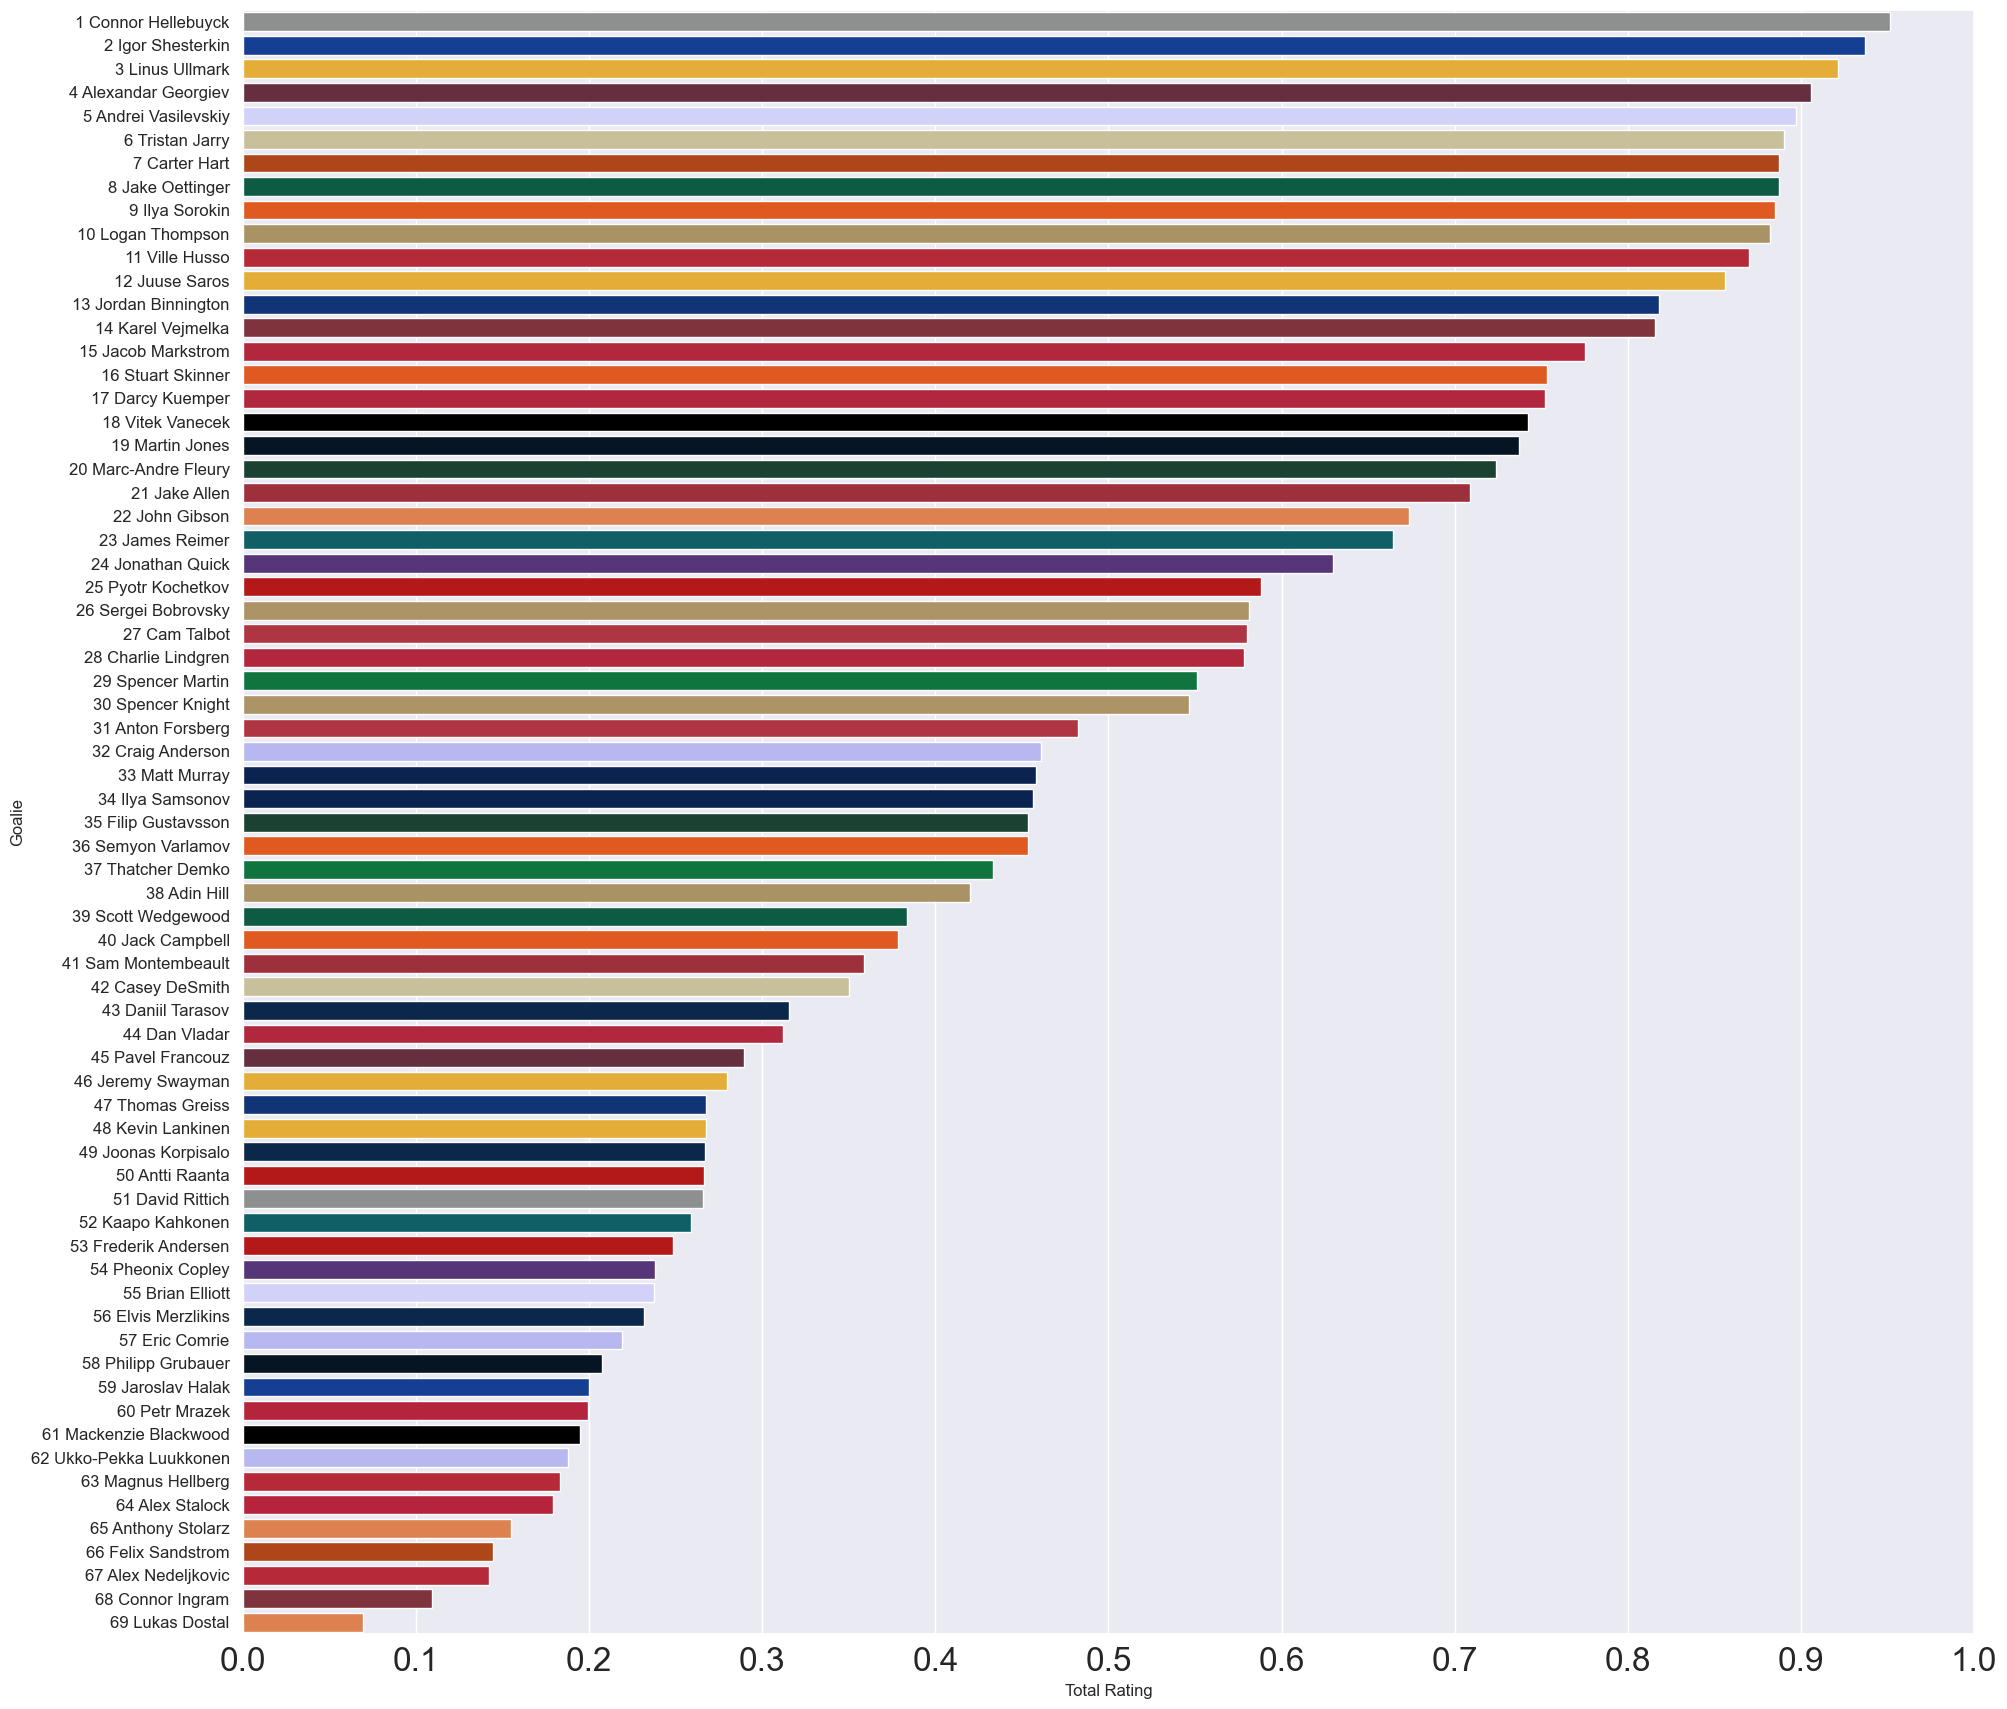 1 Connor Hellebuyck
2 Igor Shesterkin
3 Linus Ullmark
4 Alexandar Georgiev
5 Andrei Vasilevskiy
6 Tristan Jarry
7 Carter Hart
8 Jake Oettinger
9 Ilya Sorokin
10 Logan Thompson
11 Ville Husso
12 Juuse Saros
13 Jordan Binnington
14 Karel Vejmelka
15 Jacob Markstrom
16 Stuart Skinner
17 Darcy Kuemper
18 Vitek Vanecek
19 Martin Jones
20 Marc-Andre Fleury
21 Jake Allen
22 John Gibson
23 James Reimer
24 Jonathan Quick
25 Pyotr Kochetkov
26 Sergei Bobrovsky
27 Cam Talbot
28 Charlie Lindgren
29 Spencer Martin
30 Spencer Knight
31 Anton Forsberg
32 Craig Anderson
33 Matt Murray
34 Ilya Samsonov
35 Filip Gustavsson
36 Semyon Varlamov
37 Thatcher Demko
38 Adin Hill
39 Scott Wedgewood
40 Jack Campbell
41 Sam Montembeault
42 Casey DeSmith
43 Daniil Tarasov
44 Dan Vladar
45 Pavel Francouz
46 Jeremy Swayman
47 Thomas Greiss
48 Kevin Lankinen
49 Joonas Korpisalo
50 Antti Raanta
51 David Rittich
52 Kaapo Kahkonen
53 Frederik Andersen
54 Pheonix Copley
55 Brian Elliott
56 Elvis Merzlikins
57 Eric Comrie
58 Philipp Grubauer
59 Jaroslav Halak
60 Petr Mrazek
61 Mackenzie Blackwood
62 Ukko-Pekka Luukkonen
63 Magnus Hellberg
64 Alex Stalock
65 Anthony Stolarz
66 Felix Sandstrom
67 Alex Nedeljkovic
68 Connor Ingram
69 Lukas Dostal
Goalie
0.0 0.1 0.2 0.3 0.4 0.5 0.6 0.7 0.8 0.9 1.0
Total Rating